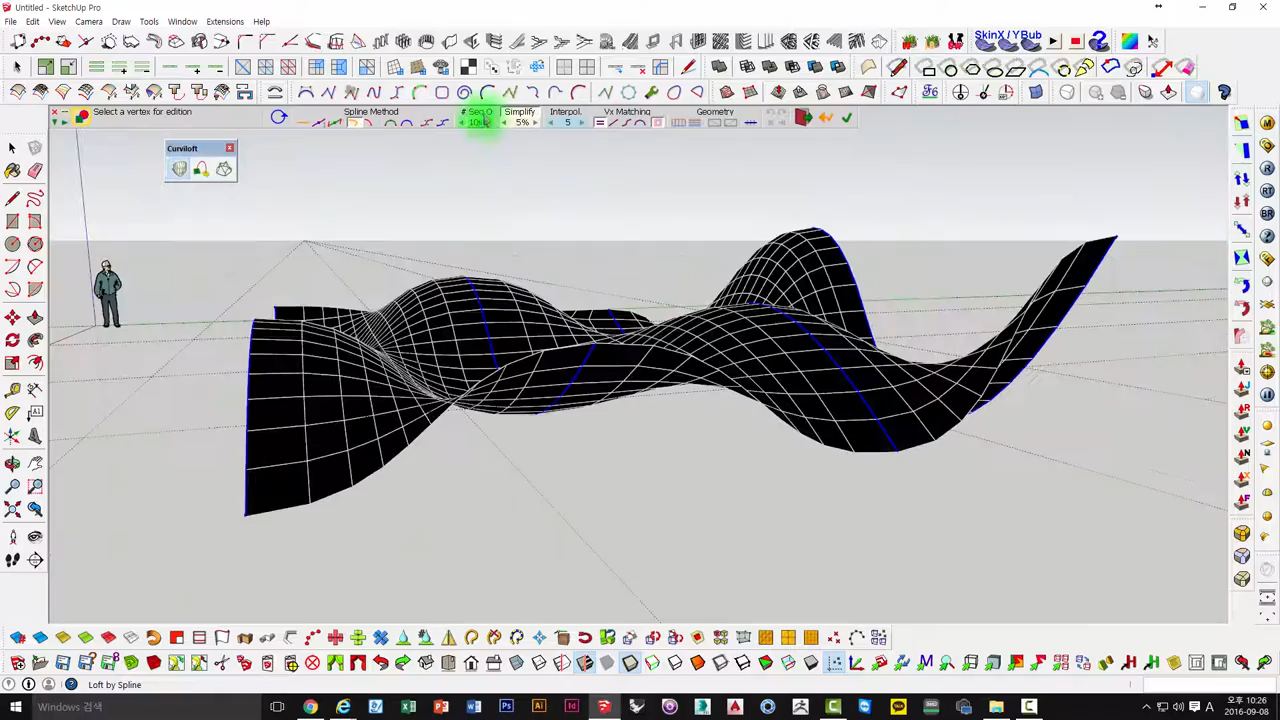 Untitled - SketchUp Pro
File Edit View Camera Draw Tools Window Extensions Help
SkinX / YBub
Select a vertex for edition
Spline Method
Simplify
5%
Interpol.
5
Vx Matching
Geometry
Curviloft
Loft by Spline
Windows 검색
오후 10:26
2016-09-08